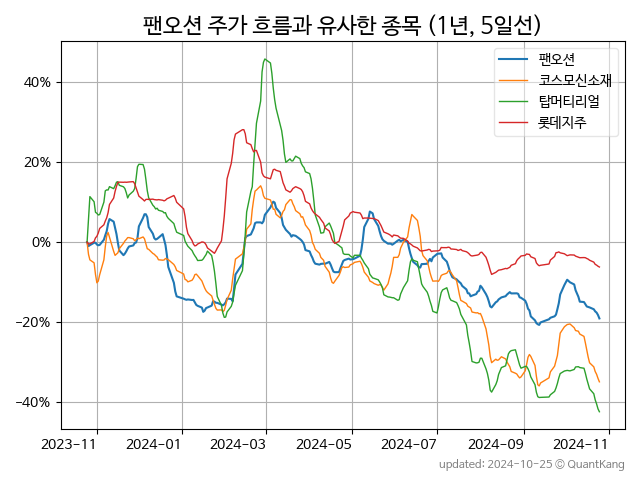 팬오션 주가 흐름과 유사한 종목 (1년, 5일선)
팬오션
코스모신소재
탑머티리얼
롯데지주
40%
20%
0%
−20%
−40%
2023-11
2024-01
2024-03
2024-05
2024-07
2024-09
2024-11
updated: 2024-10-25 © QuantKang